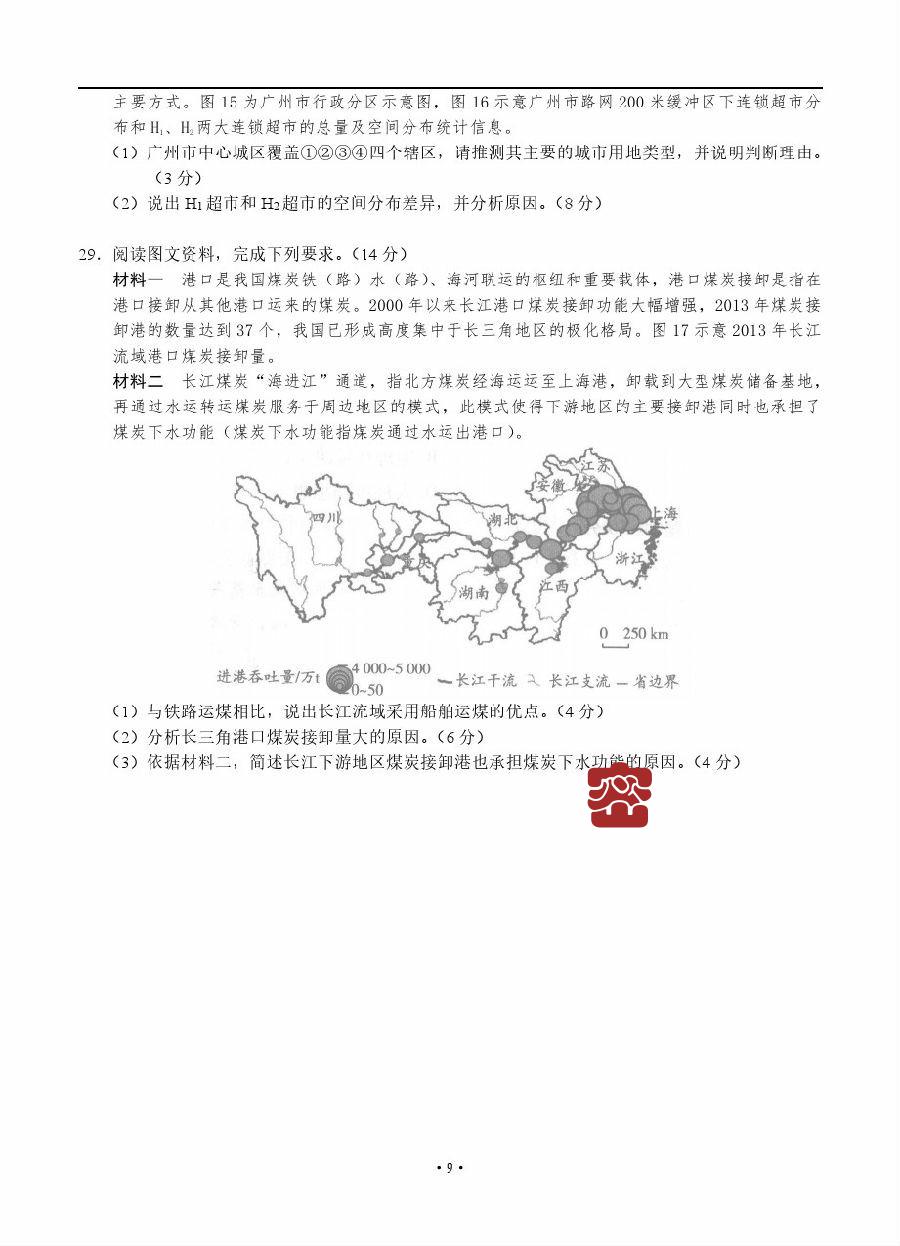 主要方式。图 15 为广州市行政分区示意图，图 16 示意广州市路网 200 米缓冲区下连锁超市分
布和 H₁、H₂两大连锁超市的总量及空间分布统计信息。
（1）广州市中心城区覆盖①②③④四个辖区，请推测其主要的城市用地类型，并说明判断理由。
（3 分）
（2）说出 H₁ 超市和 H₂超市的空间分布差异，并分析原因。（8 分）
29．阅读图文资料，完成下列要求。（14 分）
材料一 港口是我国煤炭铁（路）水（路）、海河联运的枢纽和重要载体，港口煤炭接卸是指在
港口接卸从其他港口运来的煤炭。2000 年以来长江港口煤炭接卸功能大幅增强，2013 年煤炭接
卸港的数量达到 37 个，我国已形成高度集中于长三角地区的极化格局。图 17 示意 2013 年长江
流域港口煤炭接卸量。
材料二 长江煤炭“海进江”通道，指北方煤炭经海运运至上海港，卸载到大型煤炭储备基地，
再通过水运转运煤炭服务于周边地区的模式，此模式使得下游地区的主要接卸港同时也承担了
煤炭下水功能（煤炭下水功能指煤炭通过水运出港口）。
江苏
安徽
四川
湖北
上海
重庆
浙江
湖南
江西
0 250 km
进港吞吐量/万t 4 000~5 000
0~50
长江干流 长江支流 省边界
（1）与铁路运煤相比，说出长江流域采用船舶运煤的优点。（4 分）
（2）分析长三角港口煤炭接卸量大的原因。（6 分）
（3）依据材料二，简述长江下游地区煤炭接卸港也承担煤炭下水功能的原因。（4 分）
·9·